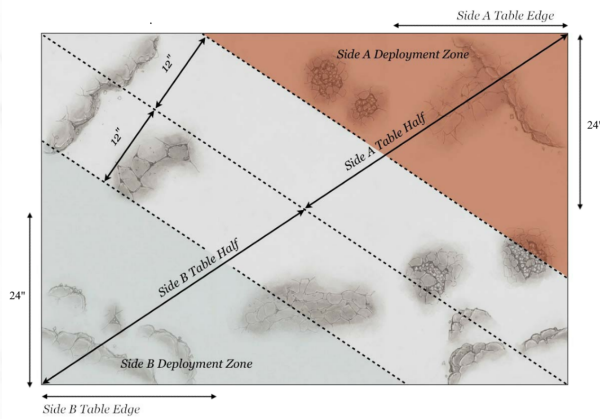 Side A Table Edge
Side A Deployment Zone
12"
12"
Side A Table Half
24"
Side B Table Half
24"
Side B Deployment Zone
Side B Table Edge